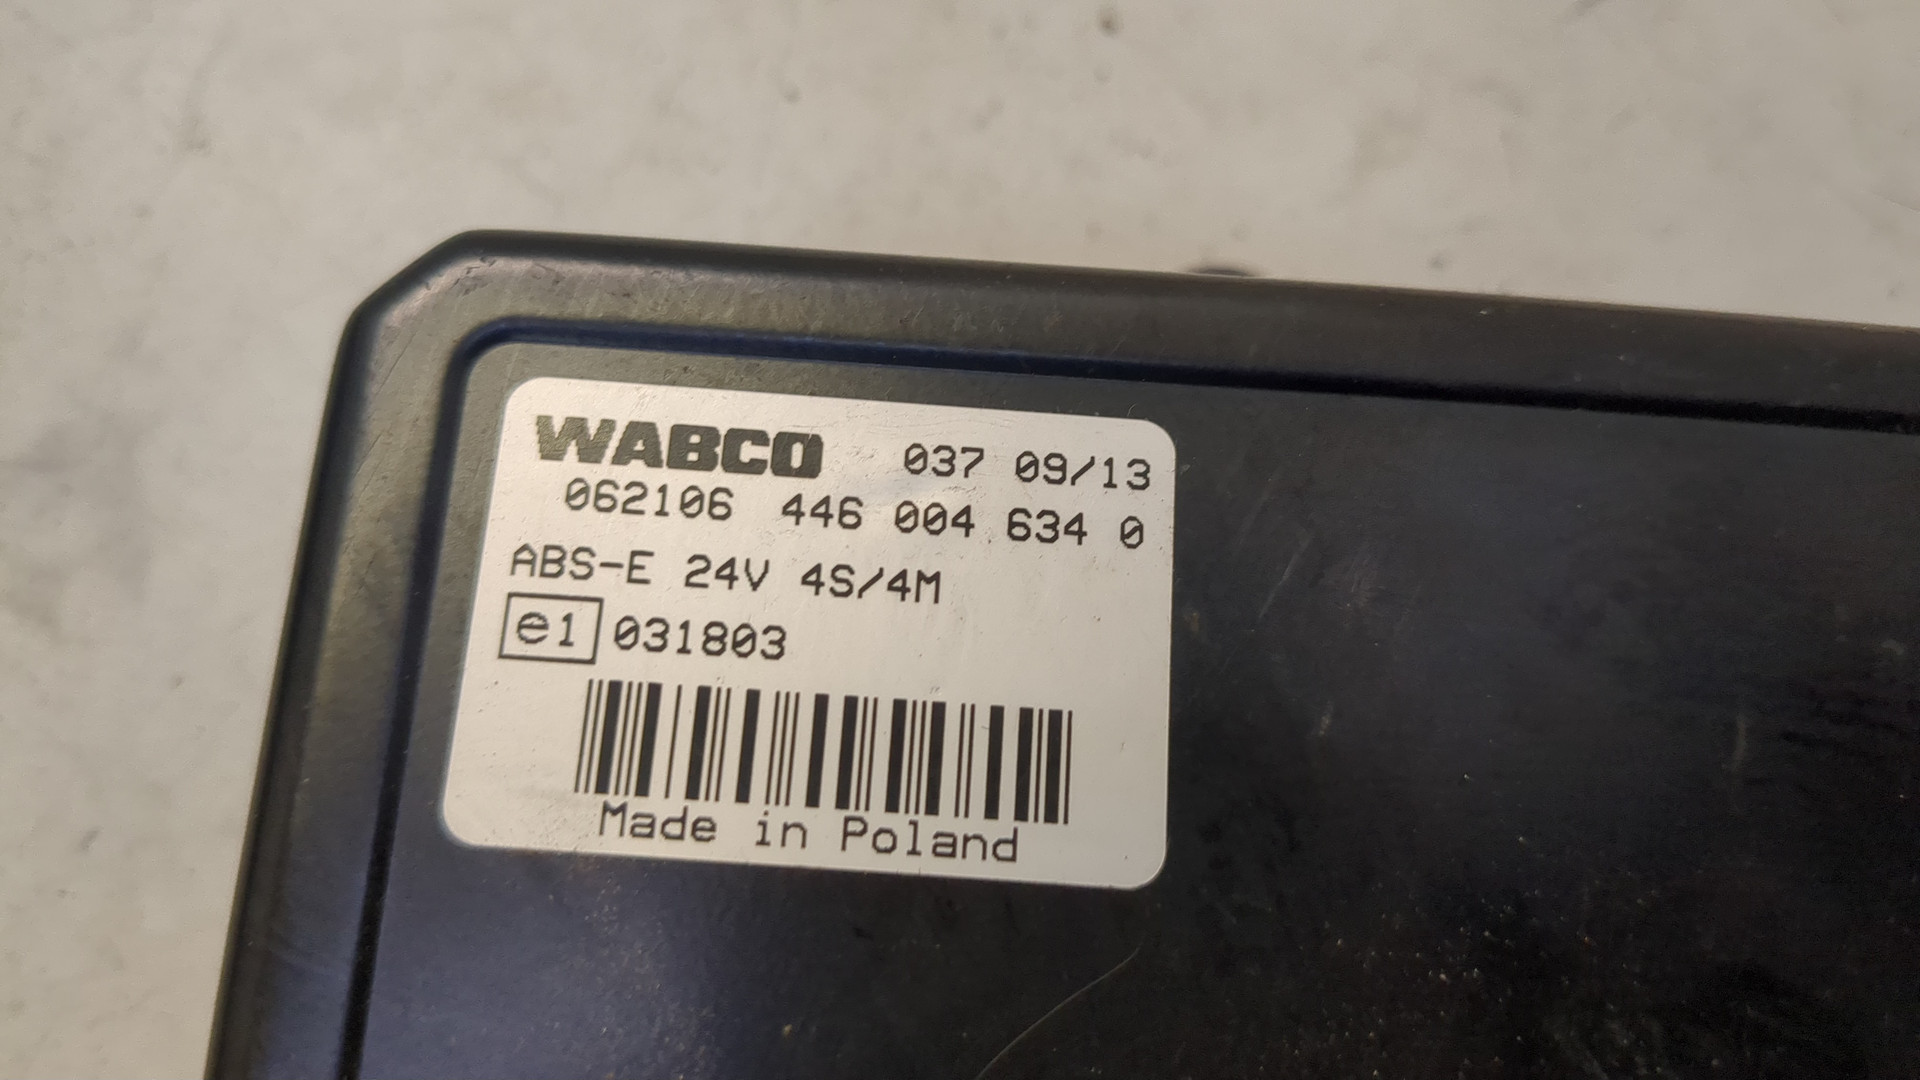 WABCO 037 09/13
062106 446 004 634 0
ABS-E 24V 4S/4M
e1 031803
Made in Poland